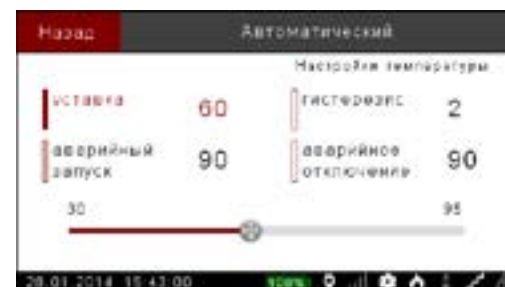 Назад
Автоматический
Настройки температуры
уставка 60
гистерезис 2
аварийный запуск 90
аварийное отключение 90
30 95
28.01.2014 15:43:00 100%